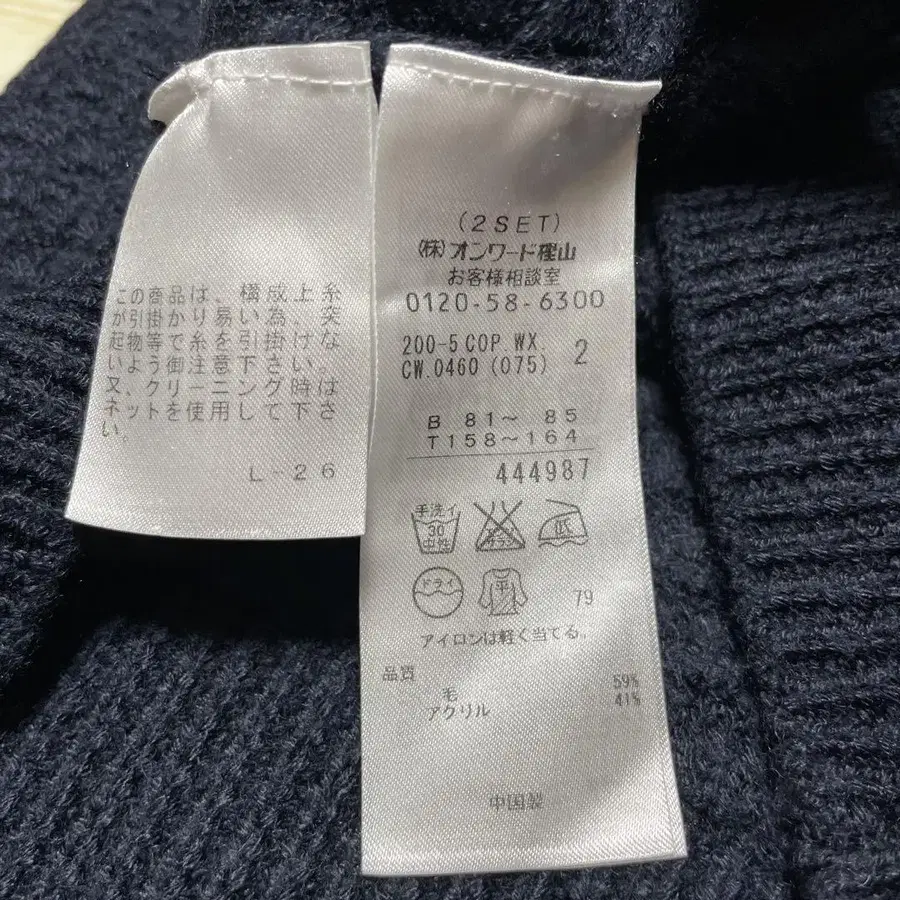 この商品は、構成上糸
が引掛かり易い為、突
起物等で糸を引掛けな
いよう御注意下さい。
又、クリーニング時は
ネットを使用して下さ
い。
L-26
(2SET)
(株)オンワード樫山
お客様相談室
0120-58-6300
200-5 COP WX.
CW.0460 (075) 2
B 81～ 85
T158～164
444987
手洗イ
30
中性
低
ドライ
平
79
アイロンは軽く当てる。
品質
毛 59%
アクリル 41%
中国製